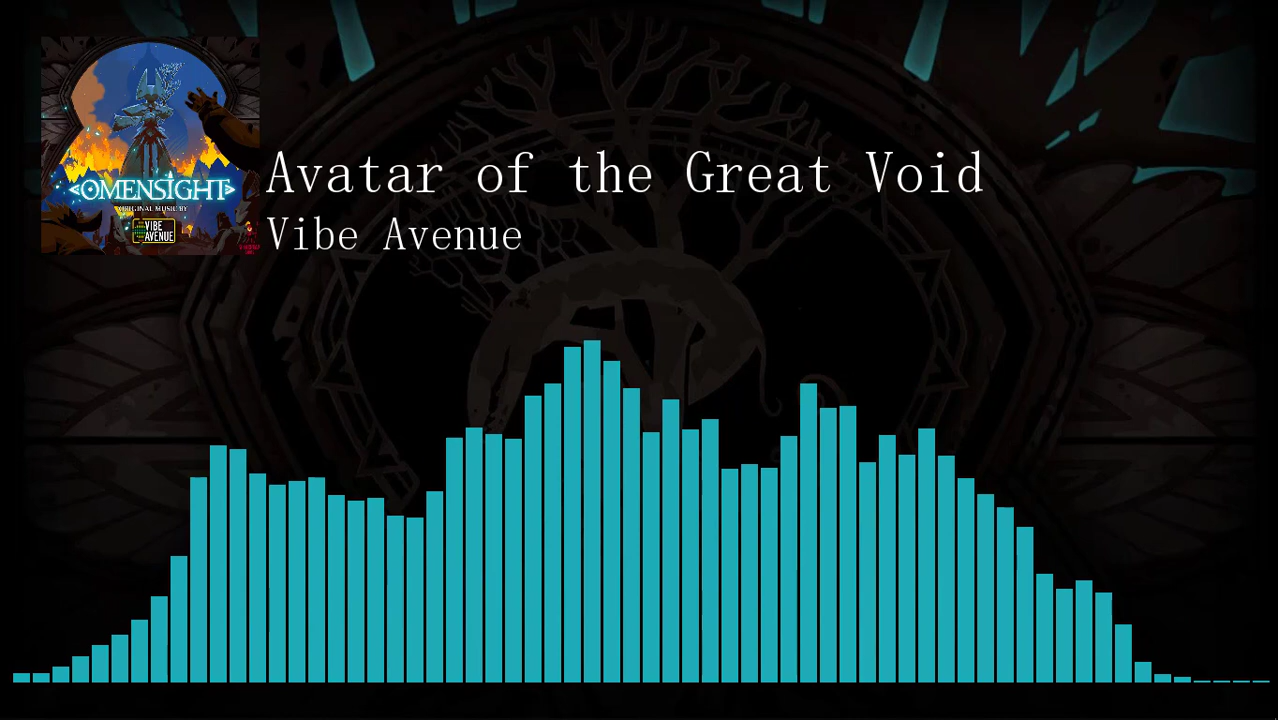 Avatar of the Great Void
Vibe Avenue
OMENSIGHT
ORIGINAL MUSIC BY
VIBE
AVENUE